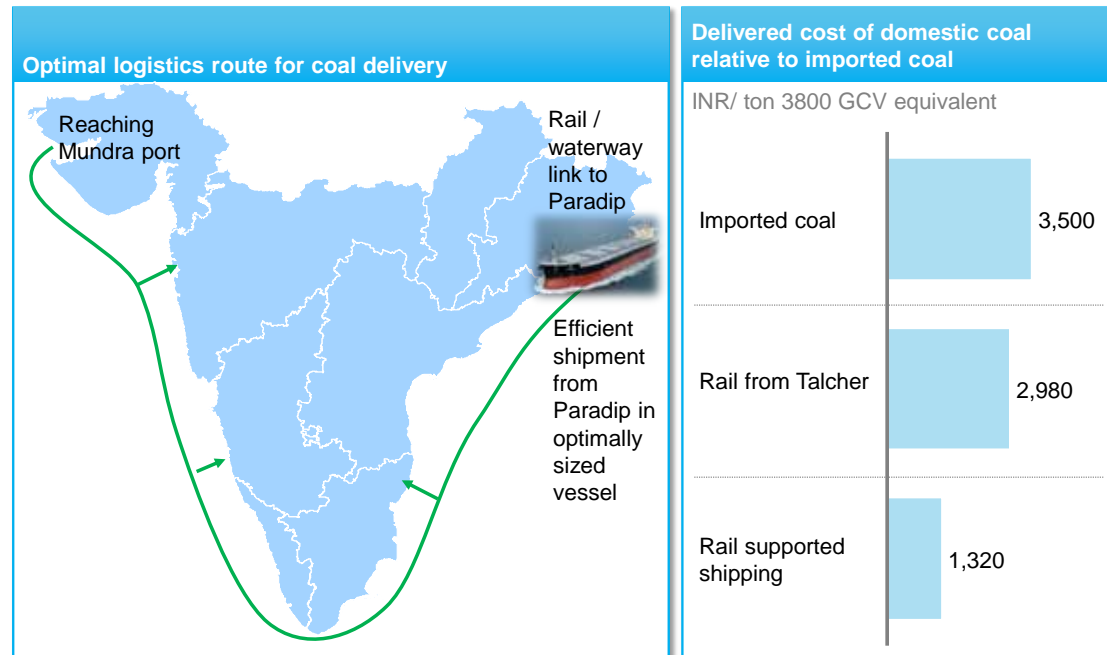 Optimal logistics route for coal delivery
Reaching
Mundra port
Rail /
waterway
link to
Paradip
Efficient
shipment
from
Paradip in
optimally
sized
vessel
Delivered cost of domestic coal
relative to imported coal
INR/ ton 3800 GCV equivalent
Imported coal
3,500
Rail from Talcher
2,980
Rail supported
shipping
1,320